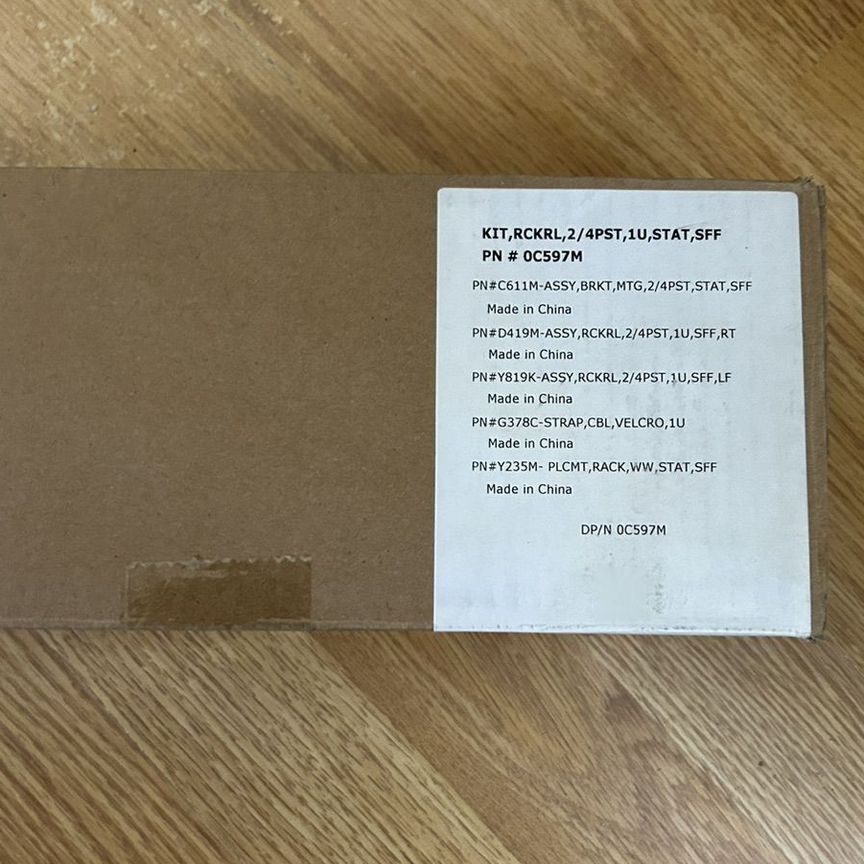 KIT,RCKRL,2/4PST,1U,STAT,SFF
PN # 0C597M
PN#C611M-ASSY,BRKT,MTG,2/4PST,STAT,SFF
Made in China
PN#D419M-ASSY,RCKRL,2/4PST,1U,SFF,RT
Made in China
PN#Y819K-ASSY,RCKRL,2/4PST,1U,SFF,LF
Made in China
PN#G378C-STRAP,CBL,VELCRO,1U
Made in China
PN#Y235M- PLCMT,RACK,WW,STAT,SFF
Made in China
DP/N 0C597M